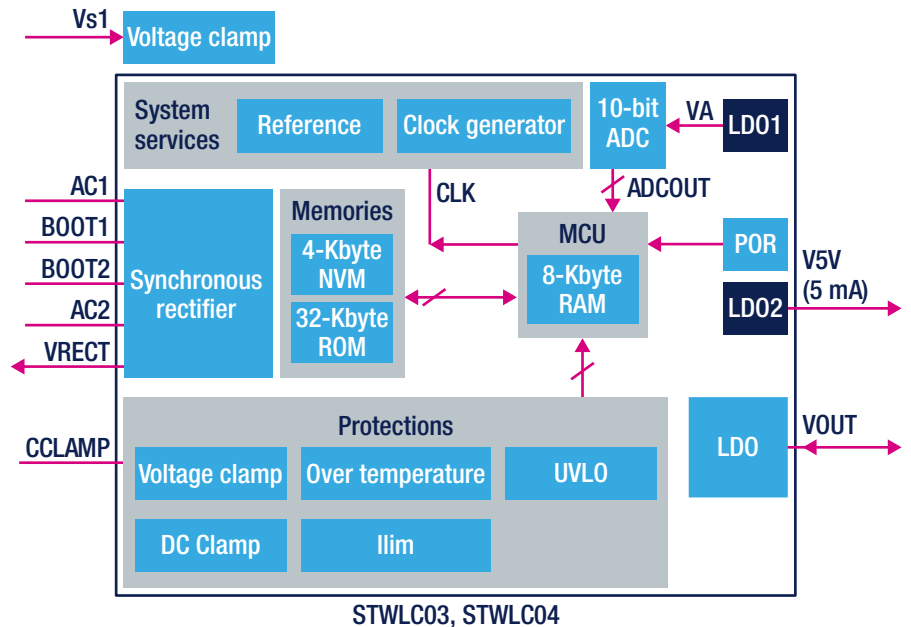 Vs1
Voltage clamp
System
services
Reference
Clock generator
10-bit
ADC
VA
LDO1
AC1
BOOT1
BOOT2
AC2
VRECT
Synchronous
rectifier
Memories
4-Kbyte
NVM
32-Kbyte
ROM
CLK
ADCOUT
MCU
8-Kbyte
RAM
POR
LDO2
V5V
(5 mA)
CCLAMP
Protections
Voltage clamp
Over temperature
UVLO
DC Clamp
Ilim
LDO
VOUT
STWLC03, STWLC04